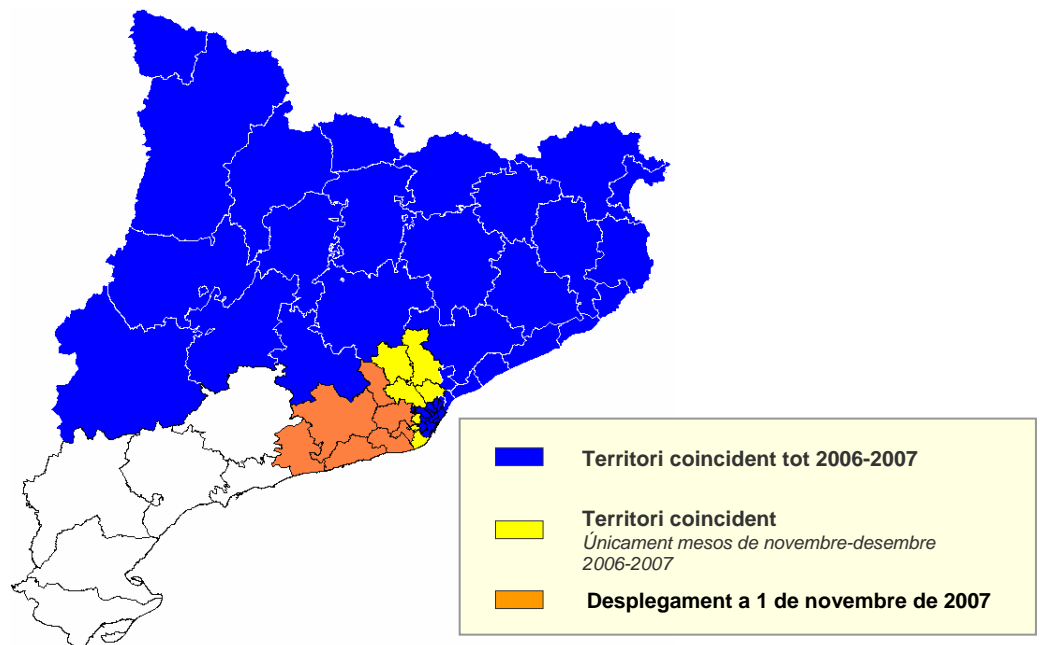 Territori coincident tot 2006-2007
Territori coincident
Únicament mesos de novembre-desembre
2006-2007
Desplegament a 1 de novembre de 2007